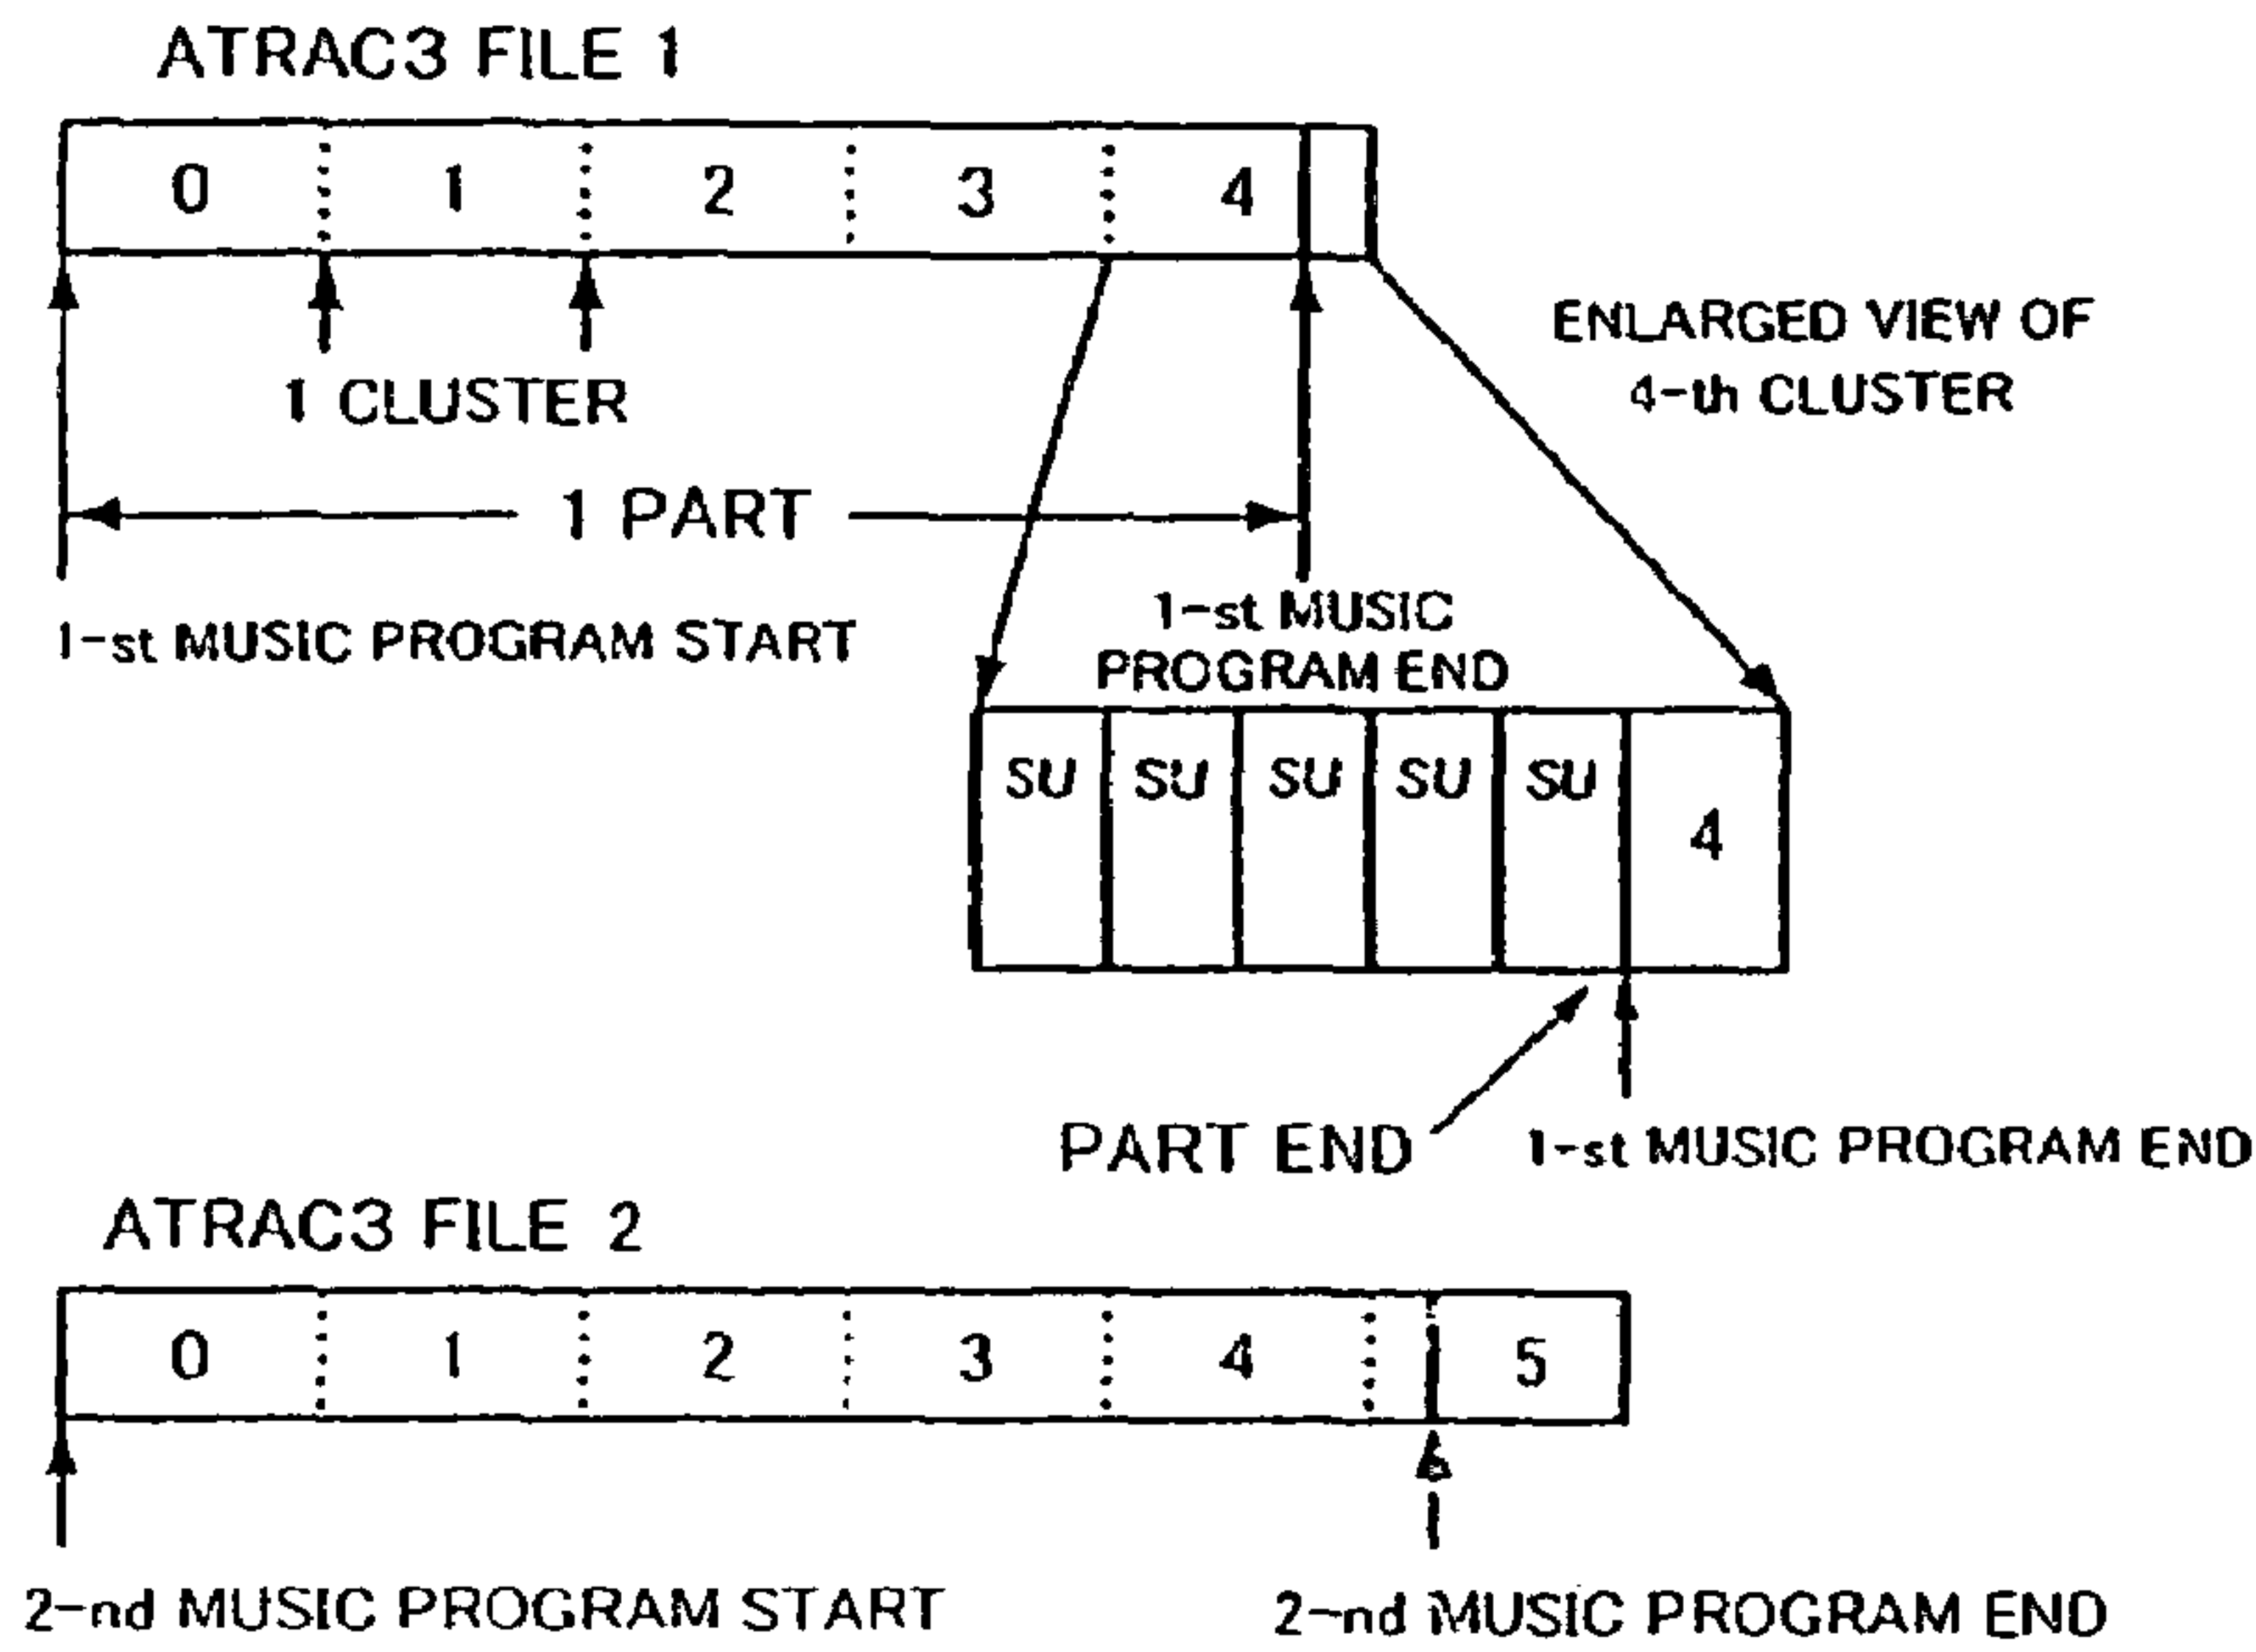 ATRAC3 FILE 1
0 1 2 3 4
1 CLUSTER
ENLARGED VIEW OF
4-th CLUSTER
1 PART
1-st MUSIC PROGRAM START
1-st MUSIC
PROGRAM END
SU SU SU SU SU
4
PART END
1-st MUSIC PROGRAM END
ATRAC3 FILE 2
0 1 2 3 4 5
2-nd MUSIC PROGRAM START
2-nd MUSIC PROGRAM END